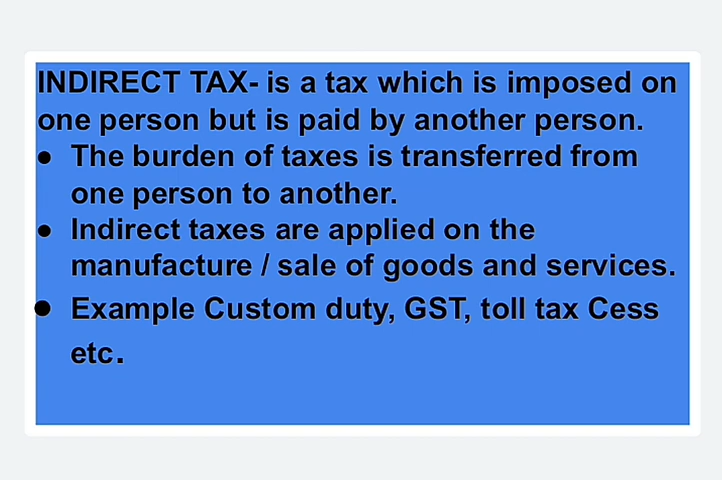 INDIRECT TAX- is a tax which is imposed on
one person but is paid by another person.
● The burden of taxes is transferred from
one person to another.
● Indirect taxes are applied on the
manufacture / sale of goods and services.
● Example Custom duty, GST, toll tax Cess
etc.